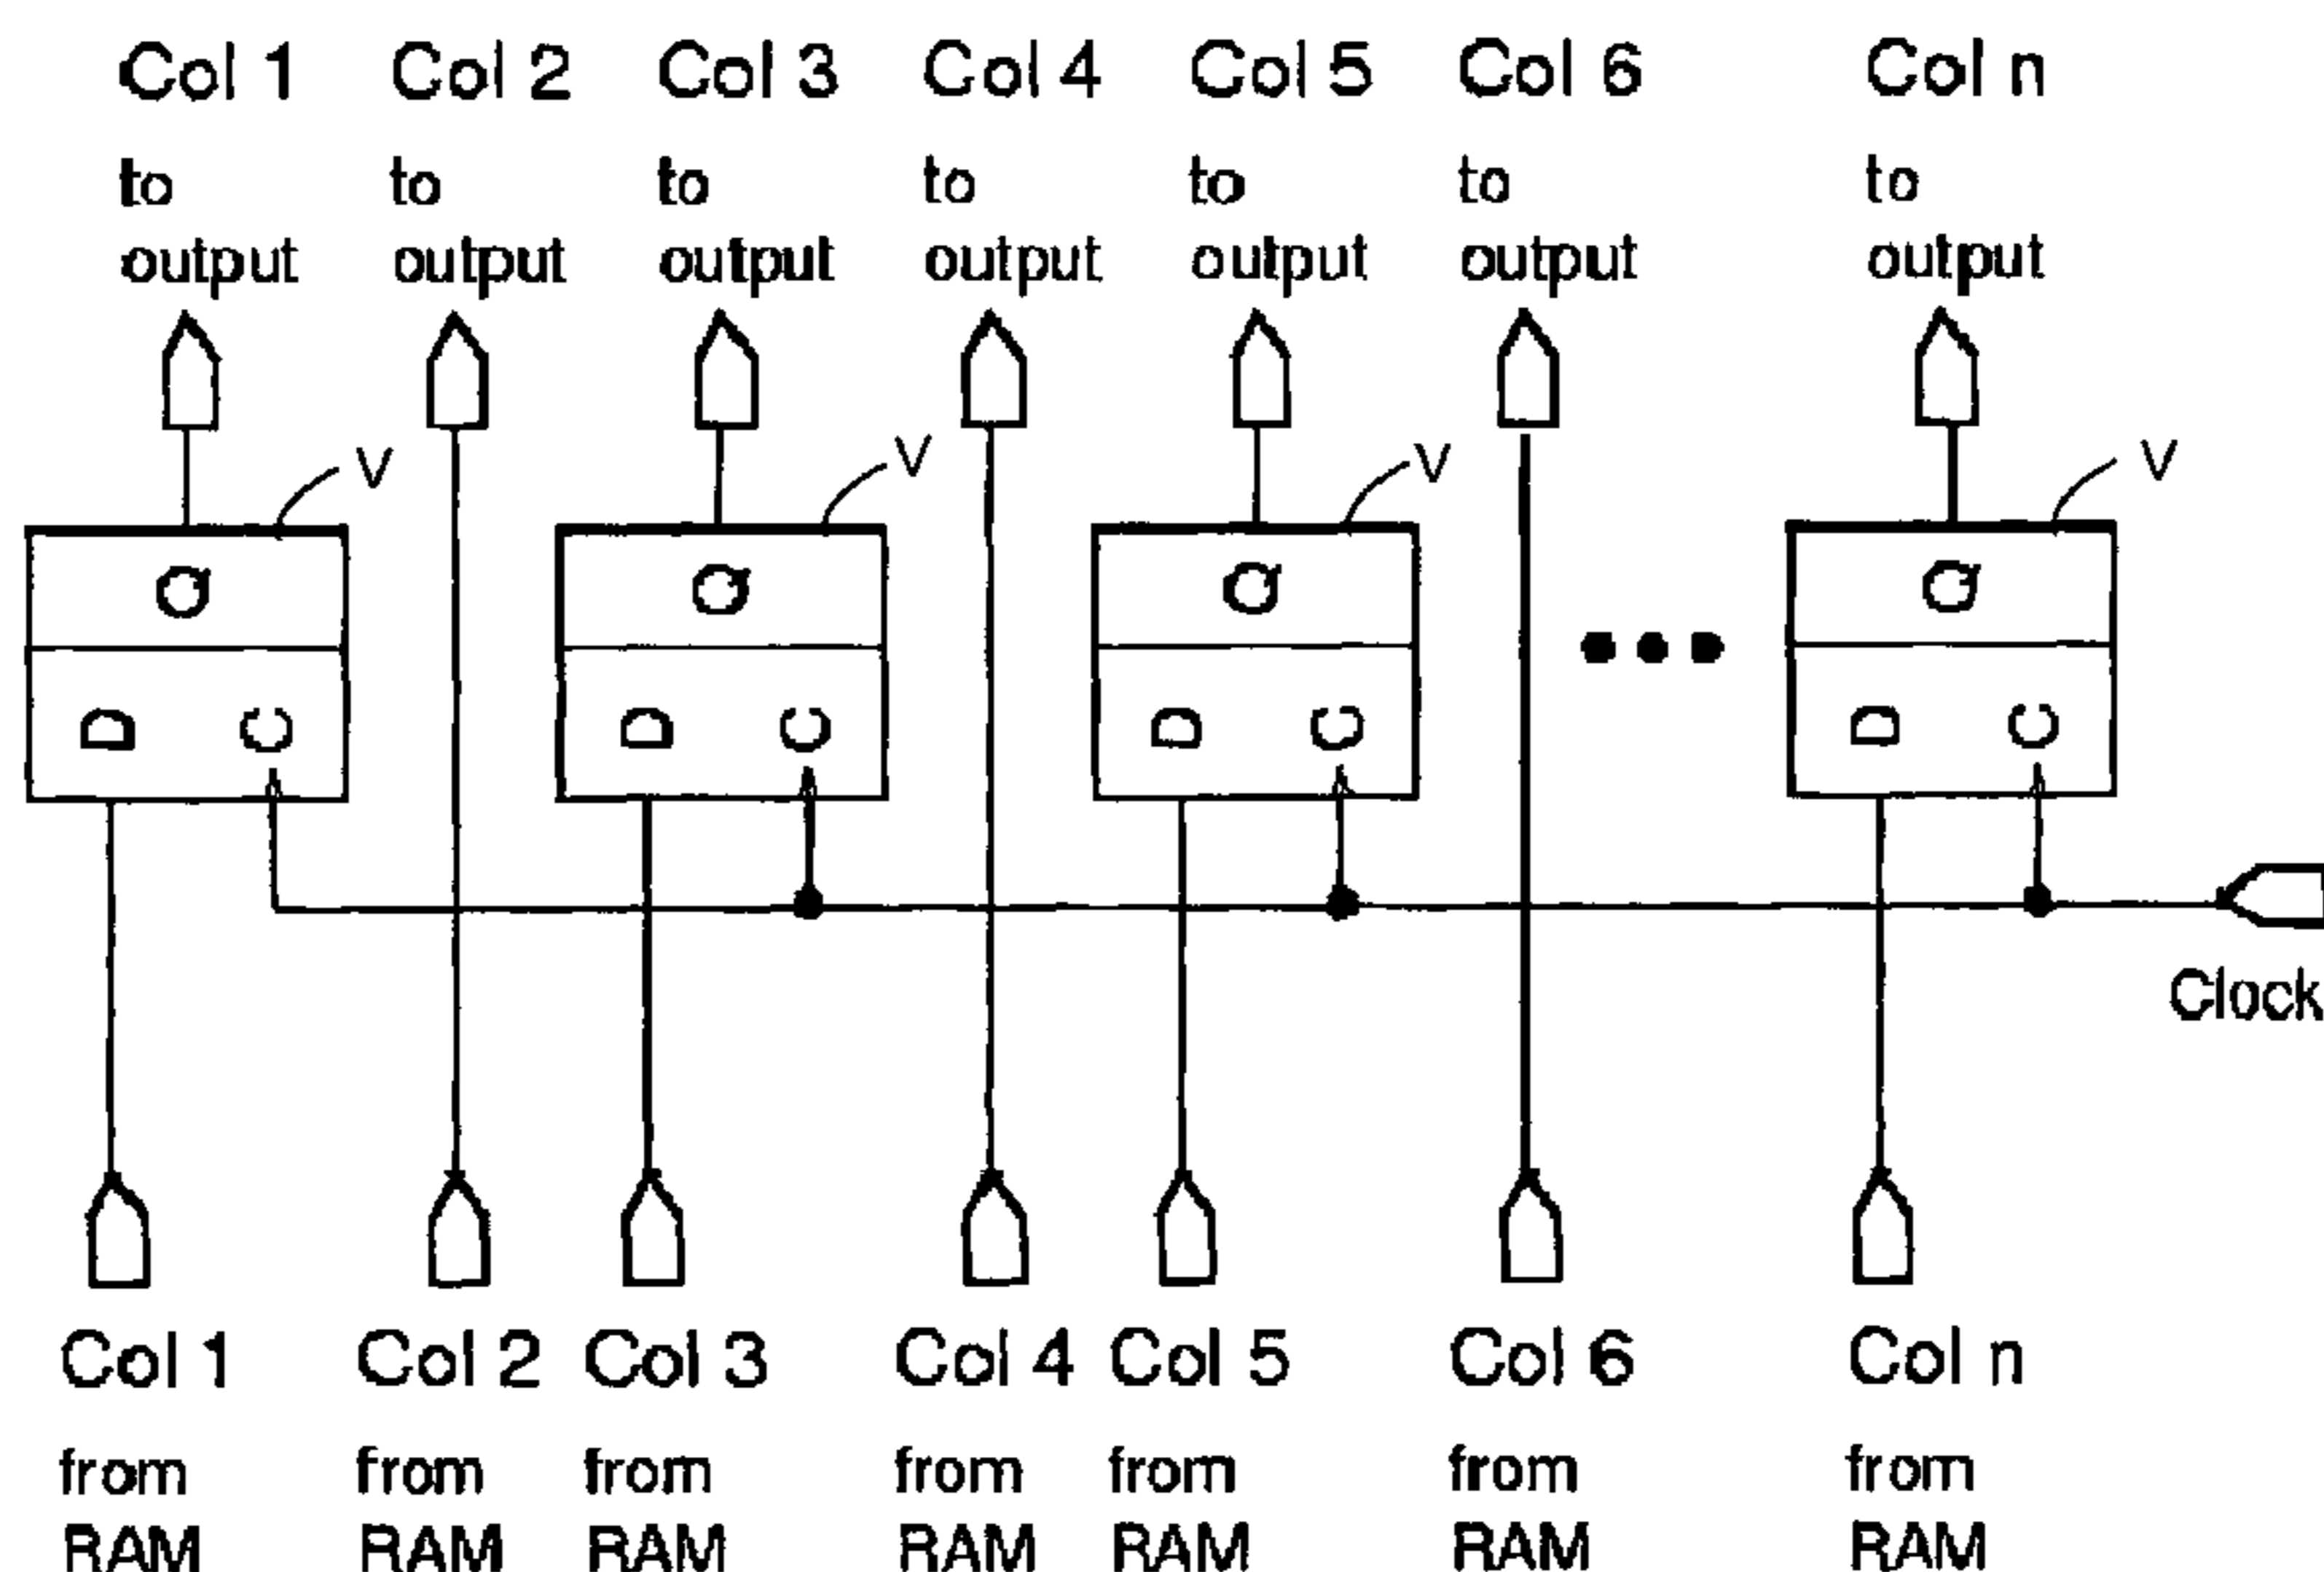 Col 1 Col 2 Col 3 Col 4 Col 5 Col 6 Col n
to to to to to to to
output output output output output output output
V V V V
Q Q Q Q
D C D C D C D C
Clock
Col 1 Col 2 Col 3 Col 4 Col 5 Col 6 Col n
from from from from from from from
RAM RAM RAM RAM RAM RAM RAM